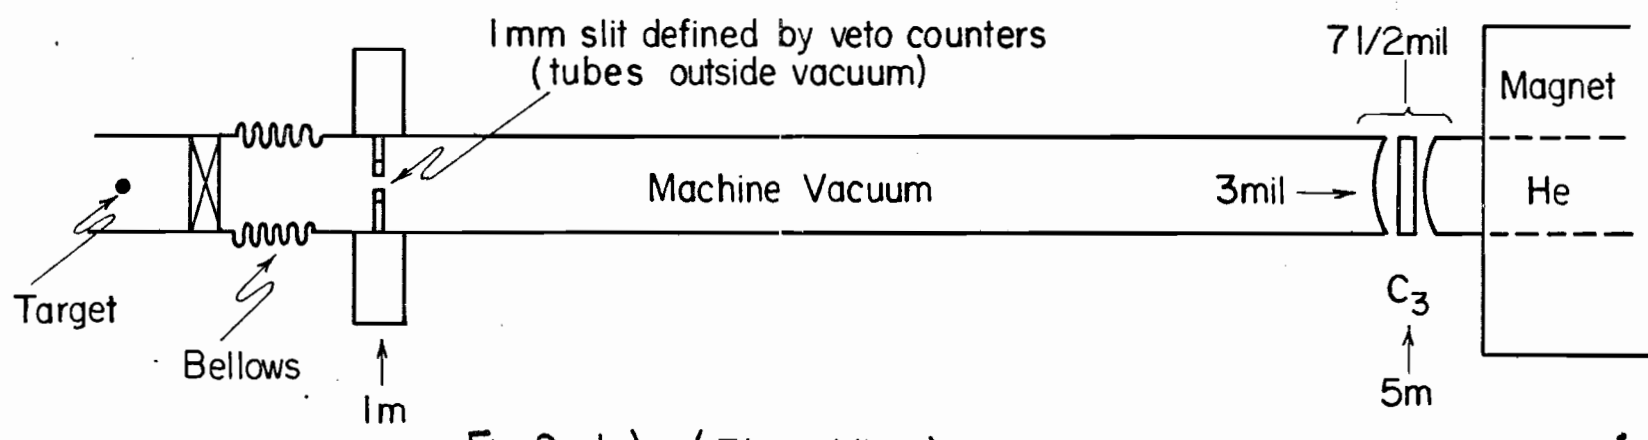 1mm slit defined by veto counters
(tubes outside vacuum)
7 1/2mil
Magnet
Machine Vacuum
3mil
He
Target
Bellows
C3
1m
5m